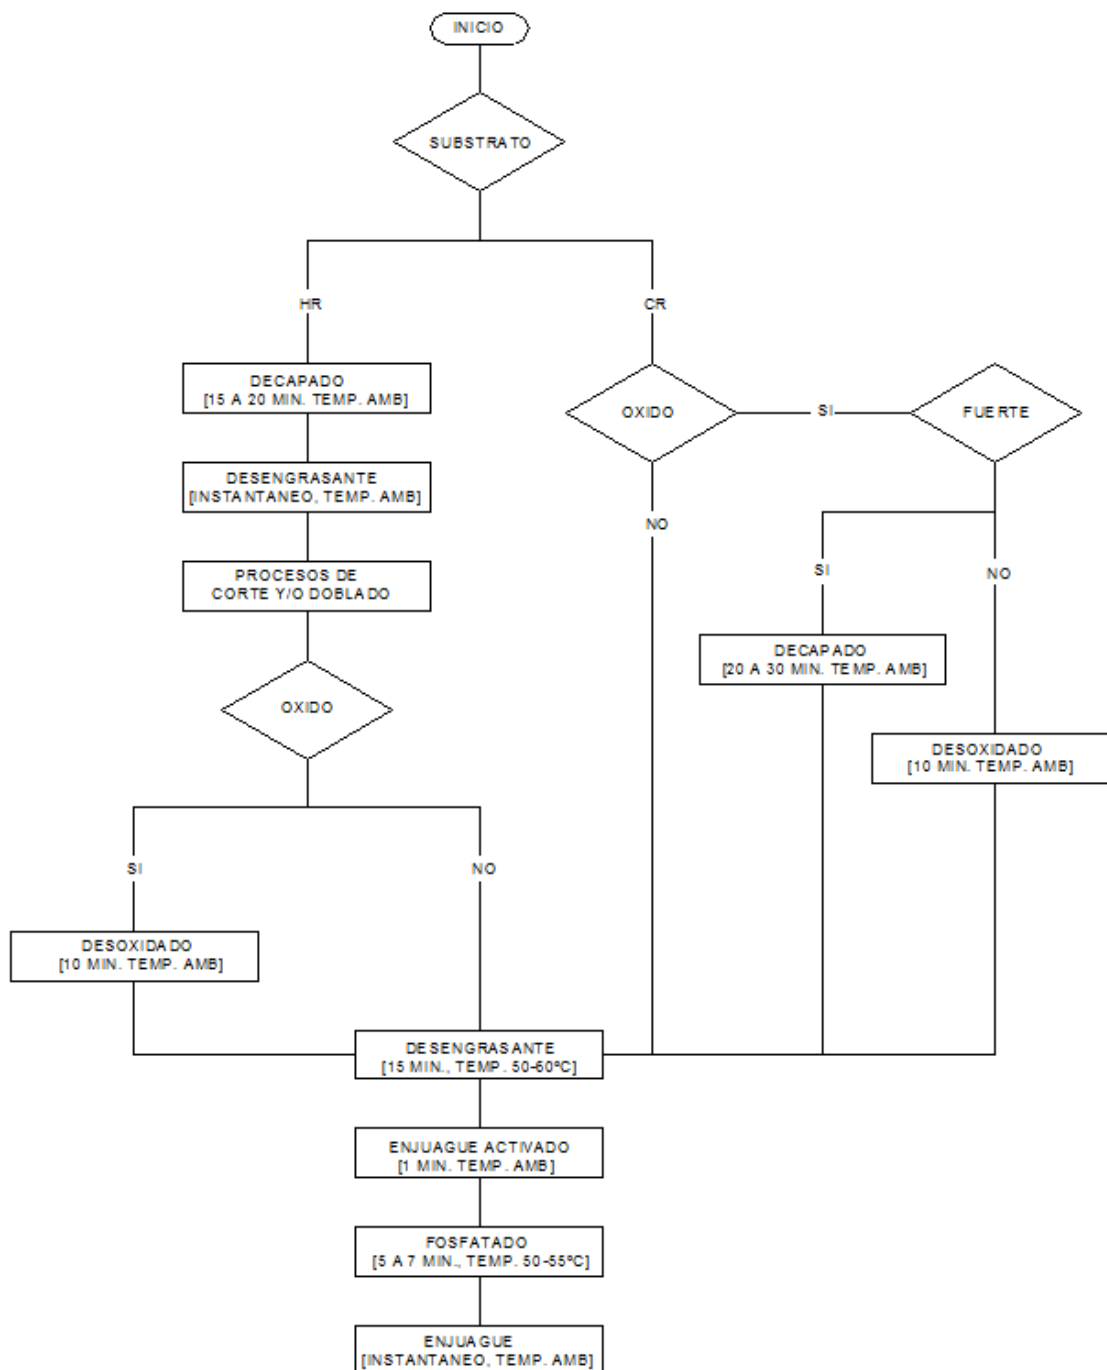 INICIO
SUBSTRATO
HR
CR
DECAPADO
[15 A 20 MIN. TEMP. AMB]
OXIDO
SI
FUERTE
DESENGRASANTE
[INSTANTANEO, TEMP. AMB]
NO
PROCESOS DE
CORTE Y/O DOBLADO
SI
NO
DECAPADO
[20 A 30 MIN. TEMP. AMB]
OXIDO
DESOXIDADO
[10 MIN. TEMP. AMB]
SI
NO
DESOXIDADO
[10 MIN. TEMP. AMB]
DESENGRASANTE
[15 MIN., TEMP. 50-60ºC]
ENJUAGUE ACTIVADO
[1 MIN. TEMP. AMB]
FOSFATADO
[5 A 7 MIN., TEMP. 50-55ºC]
ENJUAGUE
[INSTANTANEO, TEMP. AMB]